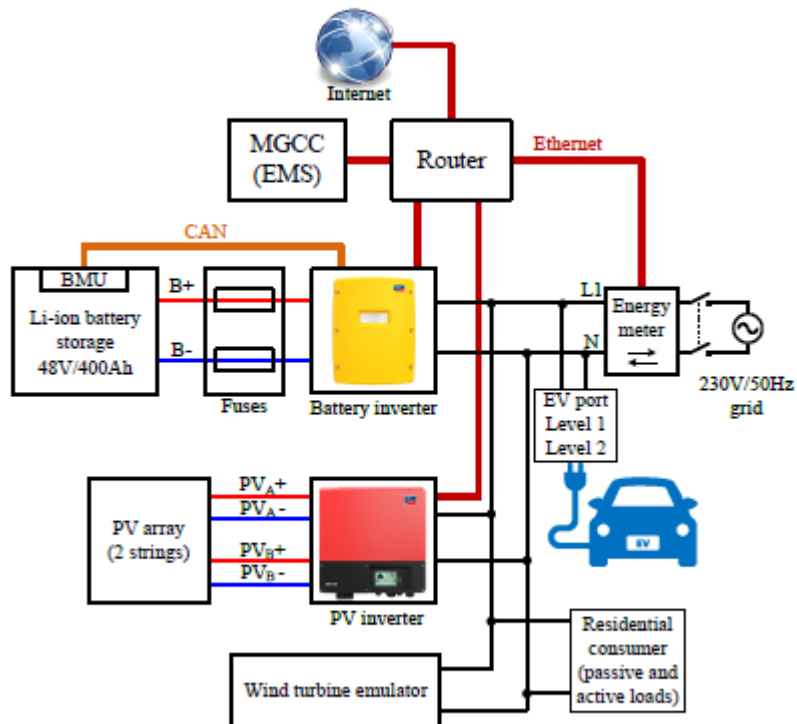 Internet
MGCC
(EMS)
Router
Ethernet
CAN
BMU
Li-ion battery
storage
48V/400Ah
B+
B-
Fuses
Battery inverter
L1
N
Energy
meter
230V/50Hz
grid
EV port
Level 1
Level 2
EV
PV array
(2 strings)
PVA+
PVA-
PVB+
PVB-
PV inverter
Residential
consumer
(passive and
active loads)
Wind turbine emulator